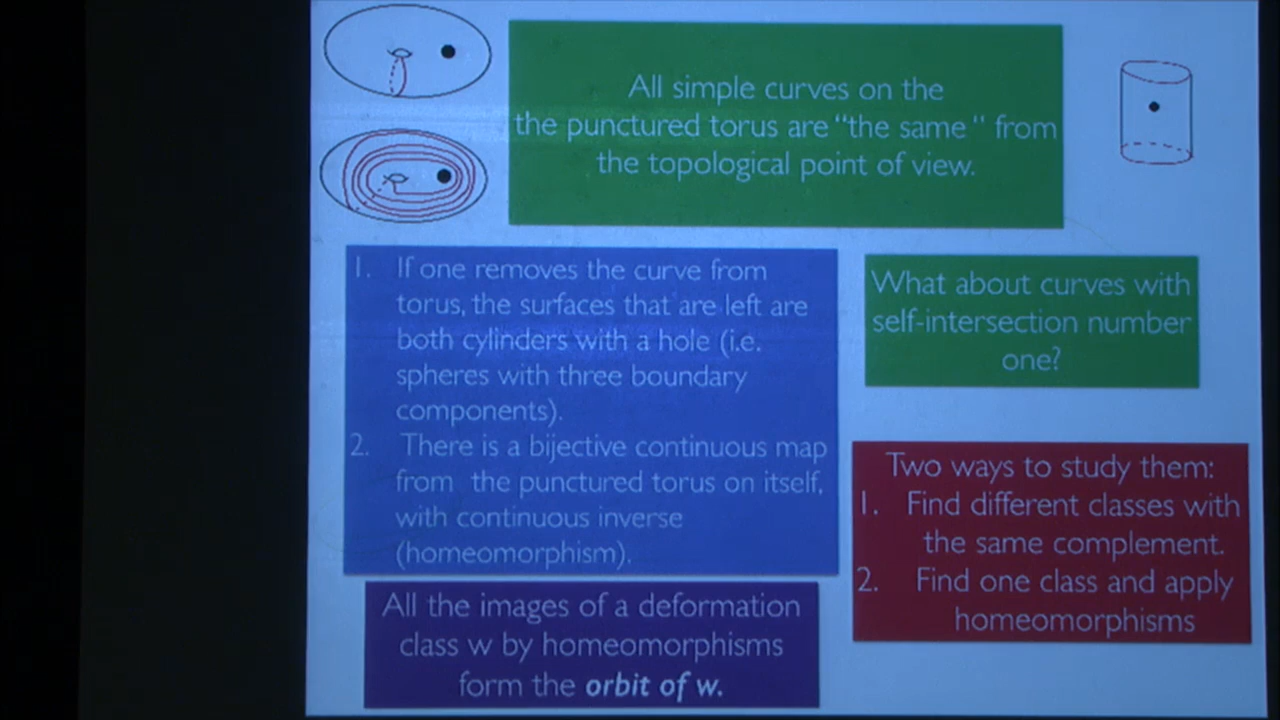 All simple curves on the
the punctured torus are "the same " from
the topological point of view.
1. If one removes the curve from
torus, the surfaces that are left are
both cylinders with a hole (i.e.
spheres with three boundary
components).
2. There is a bijective continuous map
from the punctured torus on itself,
with continuous inverse
(homeomorphism).
What about curves with
self-intersection number
one?
Two ways to study them:
1. Find different classes with
the same complement.
2. Find one class and apply
homeomorphisms
All the images of a deformation
class w by homeomorphisms
form the orbit of w.